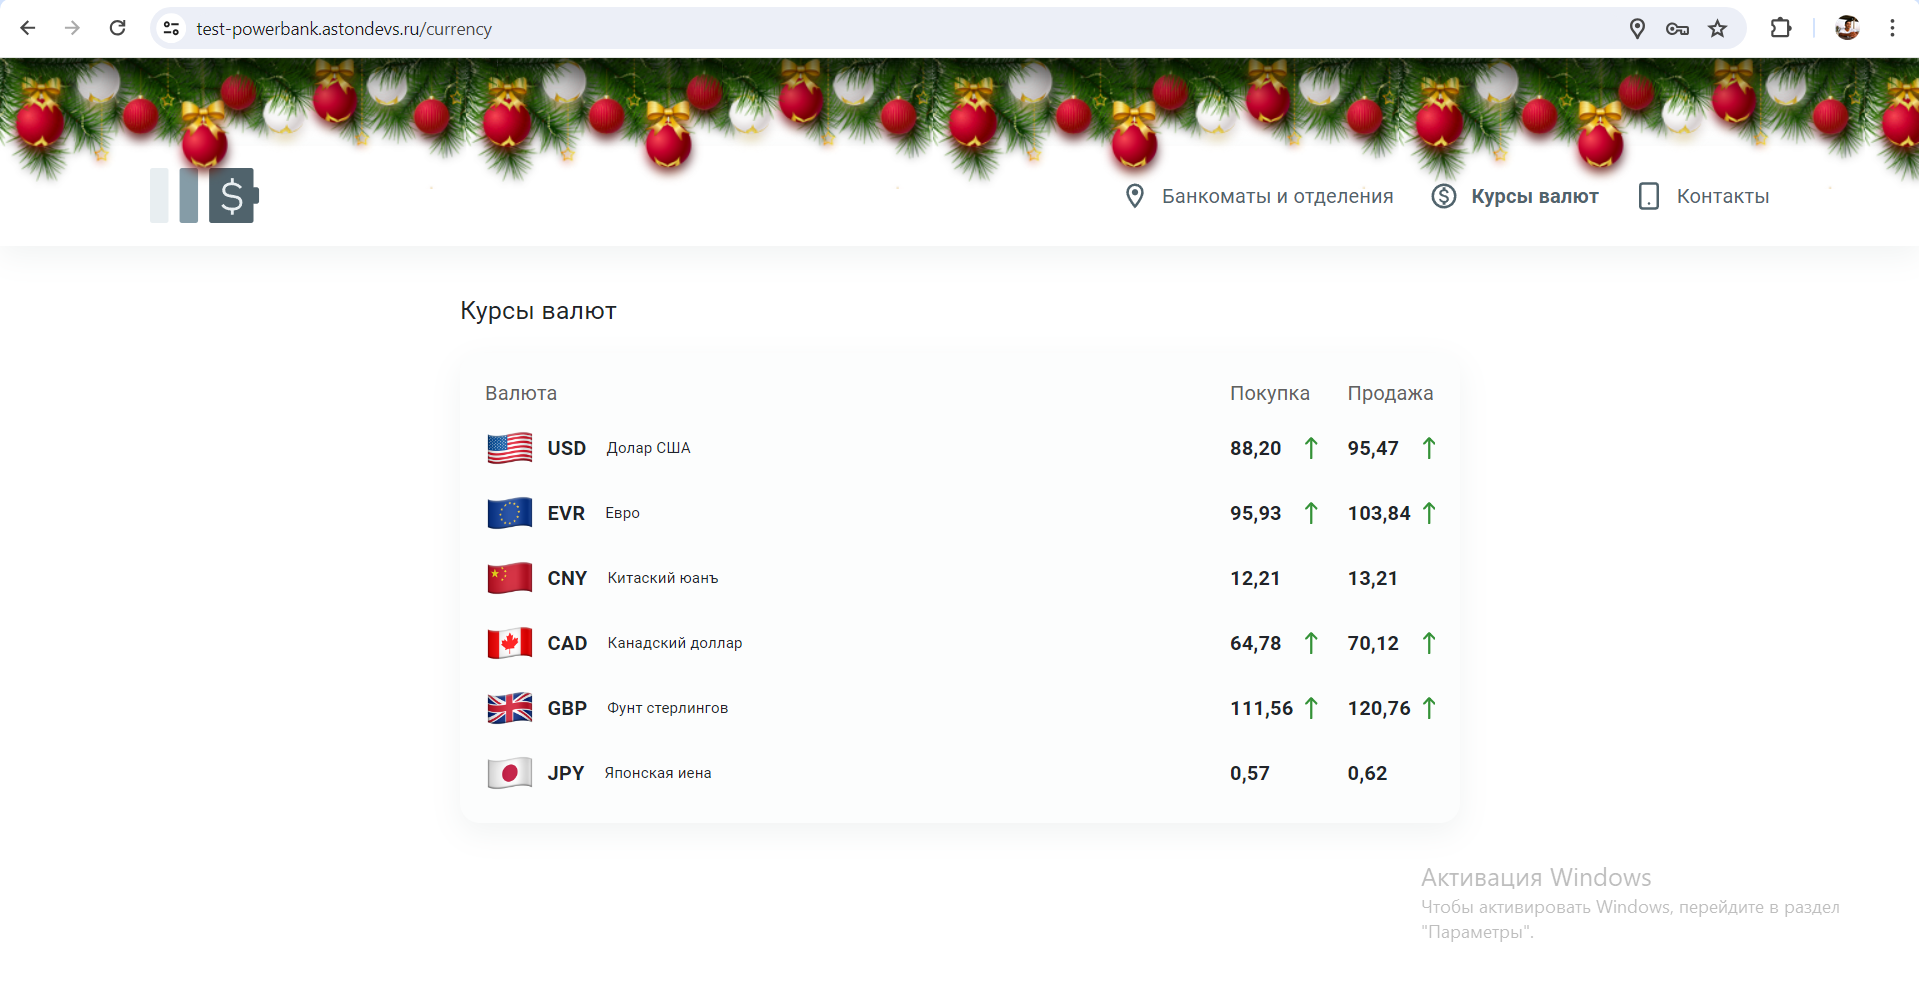 test-powerbank.astondevs.ru/currency
$
Банкоматы и отделения
$
Курсы валют
Контакты
Курсы валют
Валюта Покупка Продажа
USD Долар США 88,20 ↑ 95,47 ↑
EVR Евро 95,93 ↑ 103,84 ↑
CNY Китаский юанъ 12,21 13,21
CAD Канадский доллар 64,78 ↑ 70,12 ↑
GBP Фунт стерлингов 111,56 ↑ 120,76 ↑
JPY Японская иена 0,57 0,62
Активация Windows
Чтобы активировать Windows, перейдите в раздел
"Параметры".